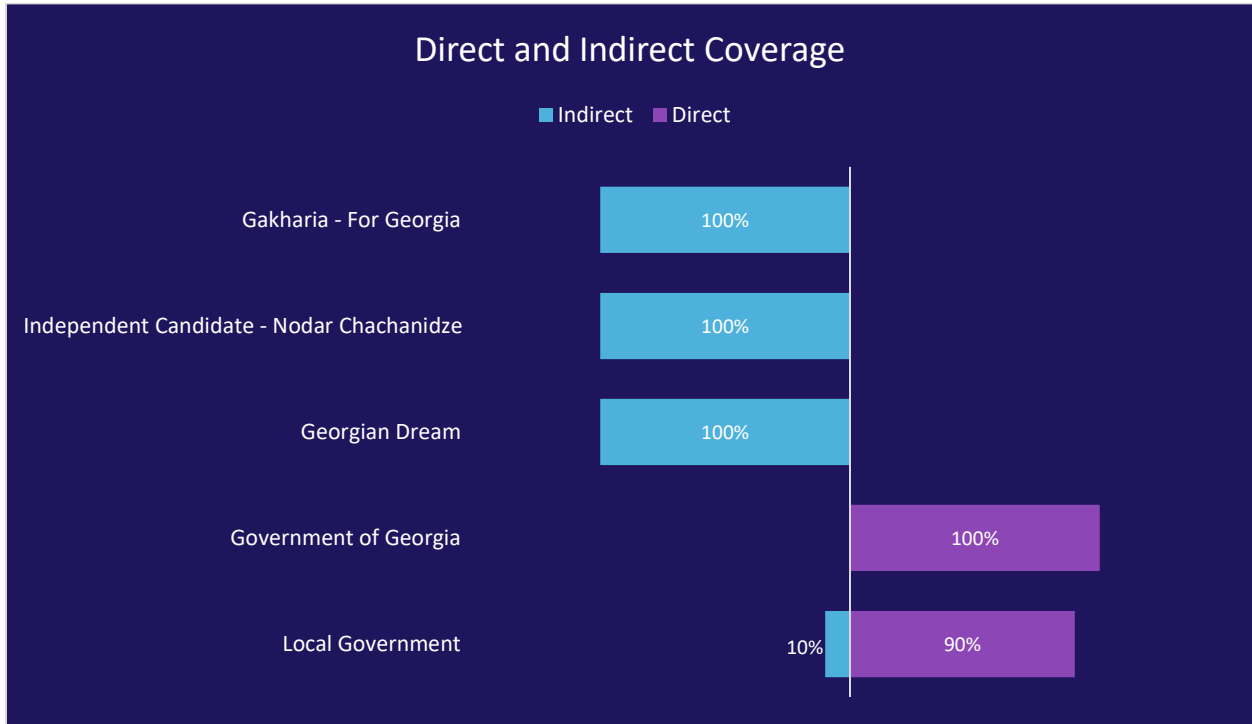 Direct and Indirect Coverage
Indirect Direct
Gakharia - For Georgia 100%
Independent Candidate - Nodar Chachanidze 100%
Georgian Dream 100%
Government of Georgia 100%
Local Government 10% 90%